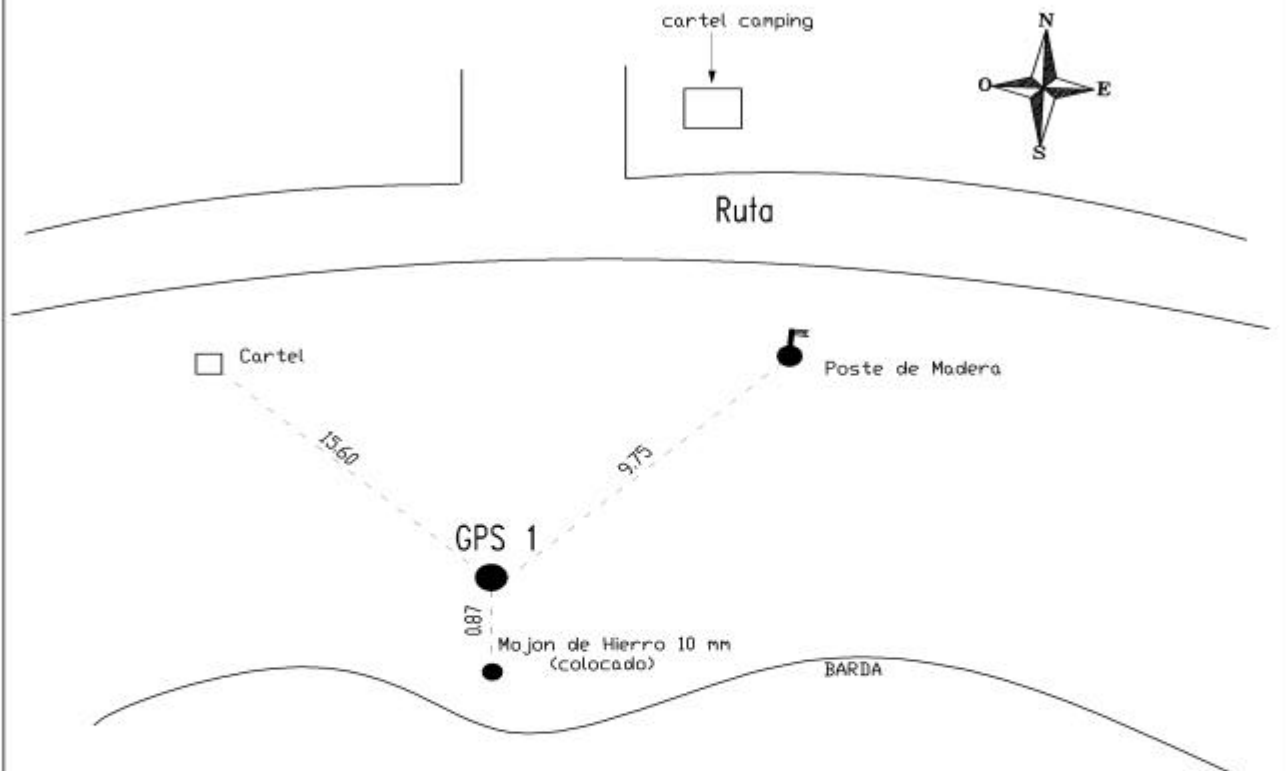 cartel camping
N
O
E
S
Ruta
Cartel
Poste de Madera
15.60
9.75
GPS 1
0.87
Mojon de Hierro 10 mm
(colocado)
BARDA